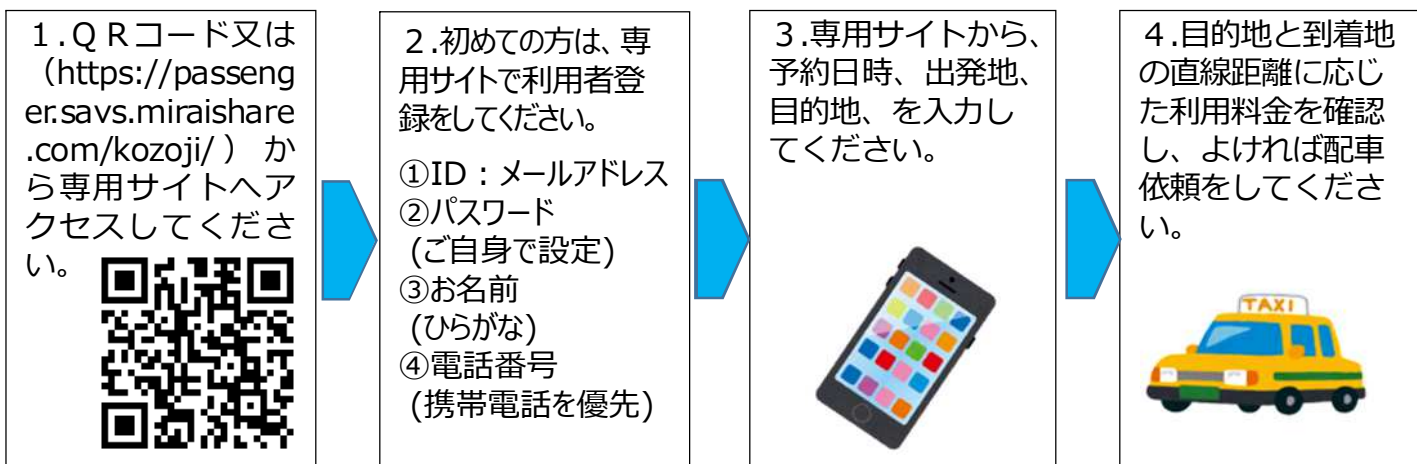 １.ＱＲコード又は
（https://passeng
er.savs.miraishare
.com/kozoji/）か
ら専用サイトへア
クセスしてくださ
い。
２.初めての方は、専
用サイトで利用者登
録をしてください。
①ID：メールアドレス
②パスワード
(ご自身で設定)
③お名前
(ひらがな)
④電話番号
(携帯電話を優先)
３.専用サイトから、
予約日時、出発地、
目的地、を入力し
てください。
４.目的地と到着地
の直線距離に応じ
た利用料金を確認
し、よければ配車
依頼をしてくださ
い。
TAXI